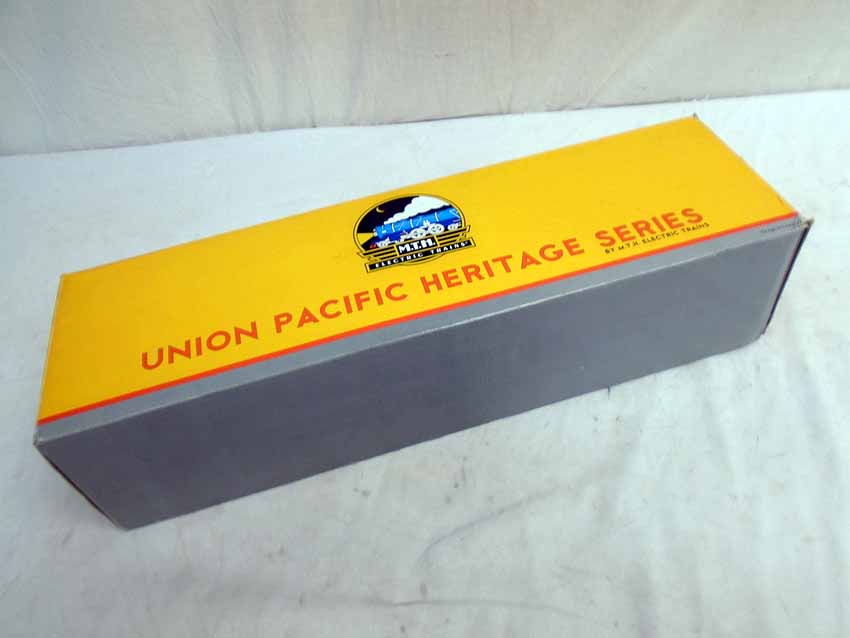 M.T.H.
ELECTRIC TRAINS
UNION PACIFIC HERITAGE SERIES
BY M.T.H. ELECTRIC TRAINS